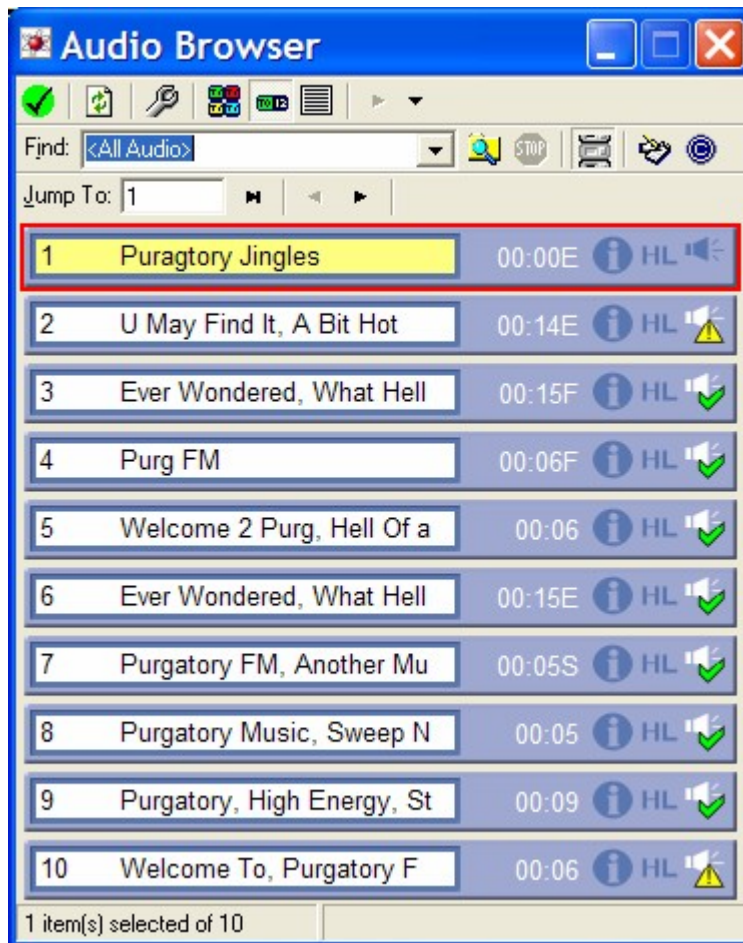 Audio Browser
Find: <All Audio> STOP
Jump To: 1
1 Puragtory Jingles 00:00E HL
2 U May Find It, A Bit Hot 00:14E HL
3 Ever Wondered, What Hell 00:15F HL
4 Purg FM 00:06F HL
5 Welcome 2 Purg, Hell Of a 00:06 HL
6 Ever Wondered, What Hell 00:15E HL
7 Purgatory FM, Another Mu 00:05S HL
8 Purgatory Music, Sweep N 00:05 HL
9 Purgatory, High Energy, St 00:09 HL
10 Welcome To, Purgatory F 00:06 HL
1 item(s) selected of 10